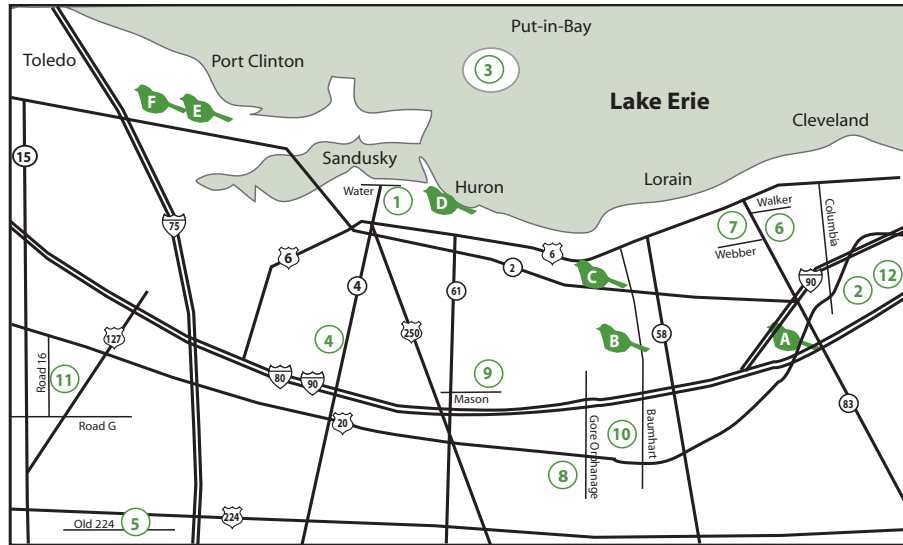 Put-in-Bay
Toledo
Port Clinton
3
Lake Erie
F
E
Cleveland
15
Sandusky
Water
1
D
Huron
Lorain
Walker
7
6
Columbia
75
Webber
6
6
2
C
90
2
12
4
61
127
4
250
B
58
A
Road 16
11
80
90
9
Mason
83
Road G
20
Gore Orphanage
10
Baumhart
8
Old 224
5
224